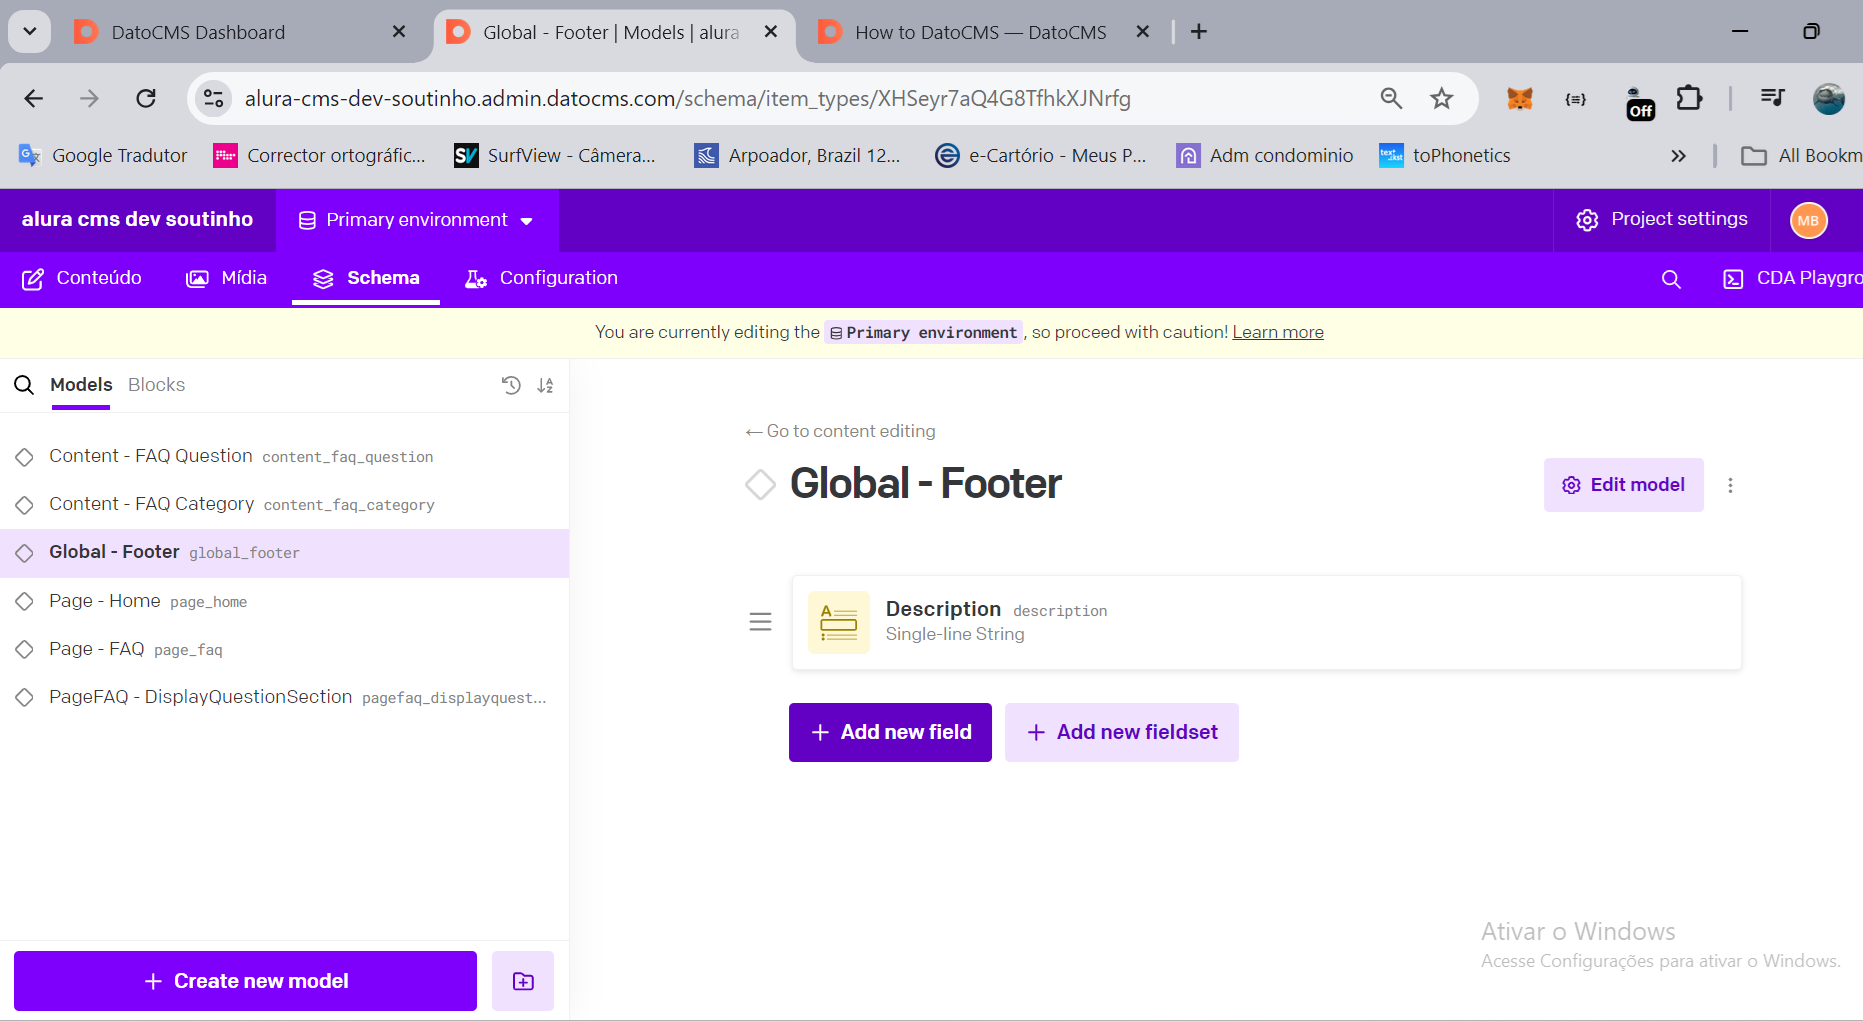 DatoCMS Dashboard
Global - Footer | Models | alura
How to DatoCMS — DatoCMS
alura-cms-dev-soutinho.admin.datocms.com/schema/item_types/XHSeyr7aQ4G8TfhkXJNrfg
Off
Google Tradutor
Corrector ortográfic...
SurfView - Câmera...
Arpoador, Brazil 12...
e-Cartório - Meus P...
Adm condominio
toPhonetics
All Bookm
alura cms dev soutinho
Primary environment
Project settings
MB
Conteúdo
Mídia
Schema
Configuration
CDA Playgro
You are currently editing the Primary environment, so proceed with caution! Learn more
Models
Blocks
Content - FAQ Question content_faq_question
Content - FAQ Category content_faq_category
Global - Footer global_footer
Page - Home page_home
Page - FAQ page_faq
PageFAQ - DisplayQuestionSection pagefaq_displayquest...
Create new model
← Go to content editing
Global - Footer
Edit model
Description description
Single-line String
Add new field
Add new fieldset
Ativar o Windows
Acesse Configurações para ativar o Windows.